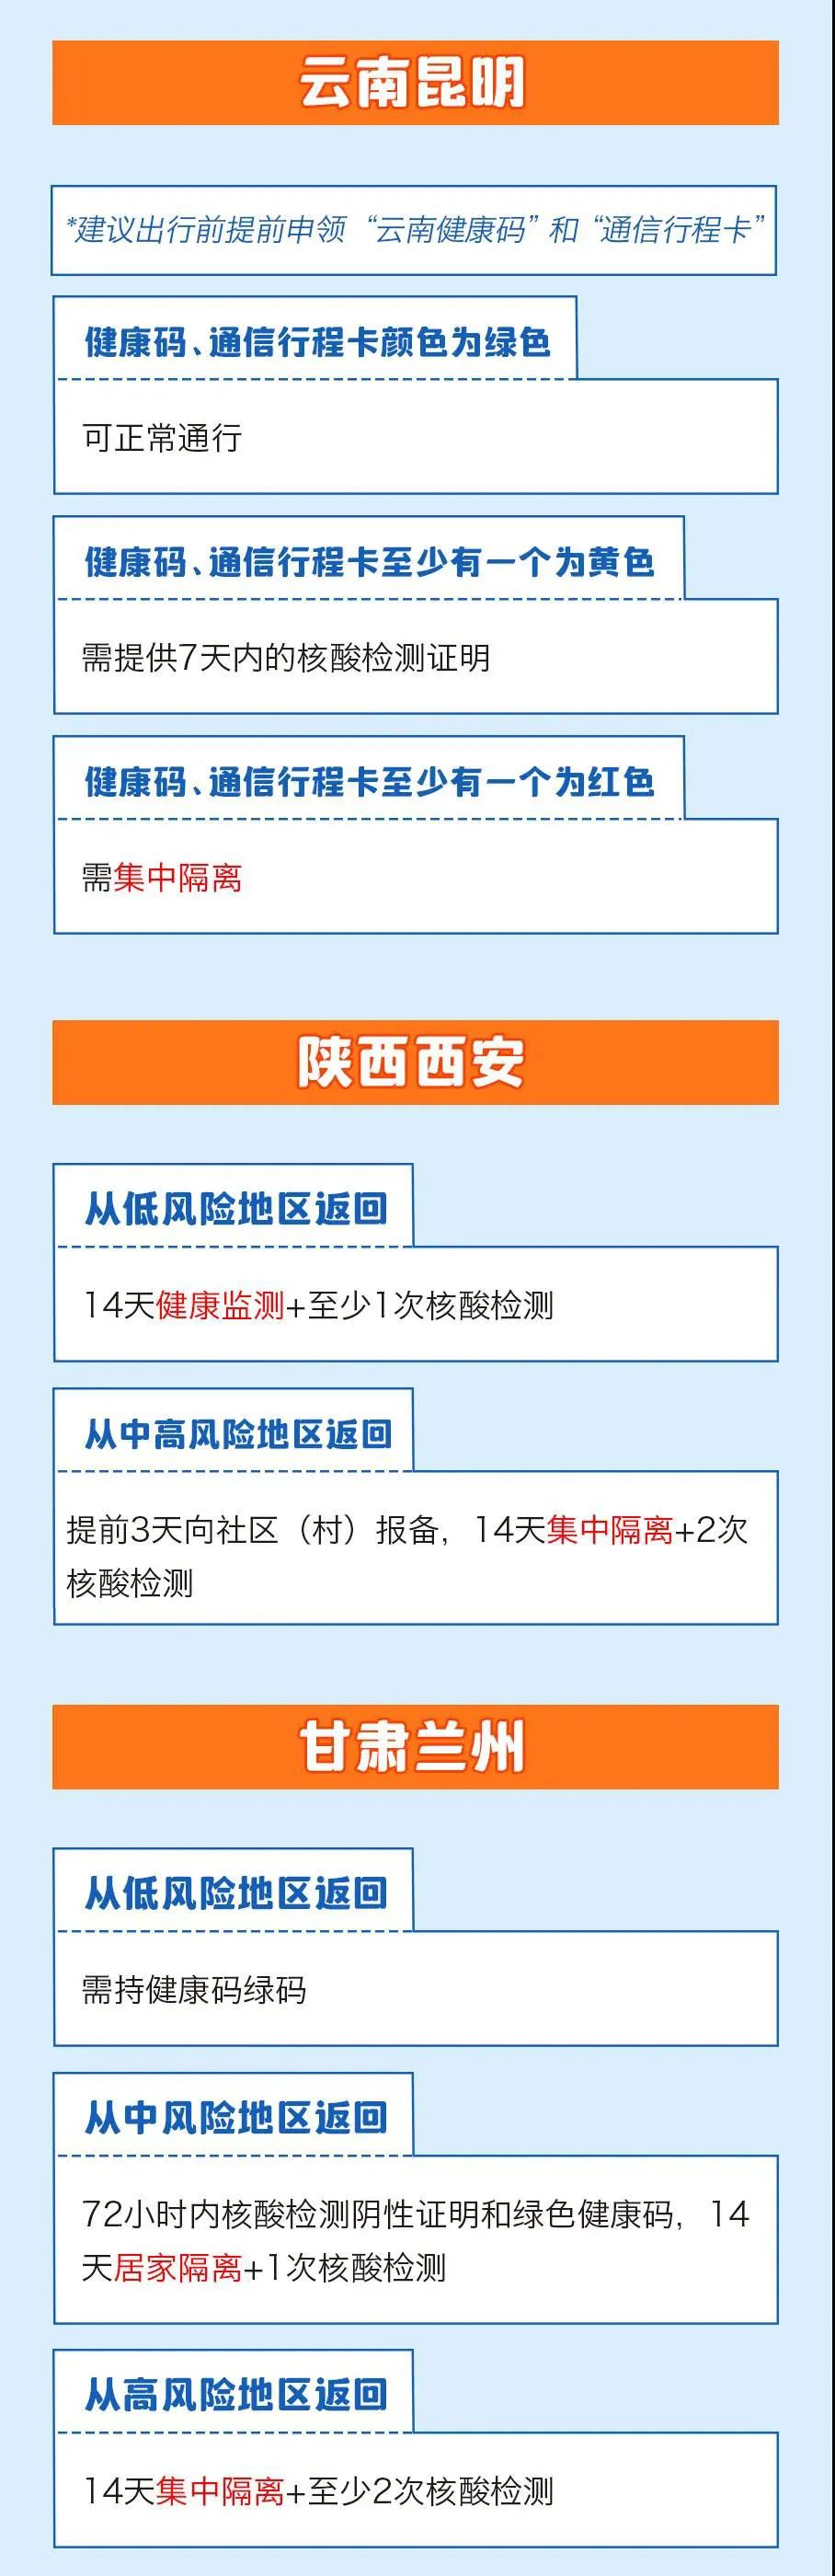 云南昆明
*建议出行前提前申领“云南健康码”和“通信行程卡”
健康码、通信行程卡颜色为绿色
可正常通行
健康码、通信行程卡至少有一个为黄色
需提供7天内的核酸检测证明
健康码、通信行程卡至少有一个为红色
需集中隔离
陕西西安
从低风险地区返回
14天健康监测+至少1次核酸检测
从中高风险地区返回
提前3天向社区（村）报备，14天集中隔离+2次
核酸检测
甘肃兰州
从低风险地区返回
需持健康码绿码
从中风险地区返回
72小时内核酸检测阴性证明和绿色健康码，14
天居家隔离+1次核酸检测
从高风险地区返回
14天集中隔离+至少2次核酸检测